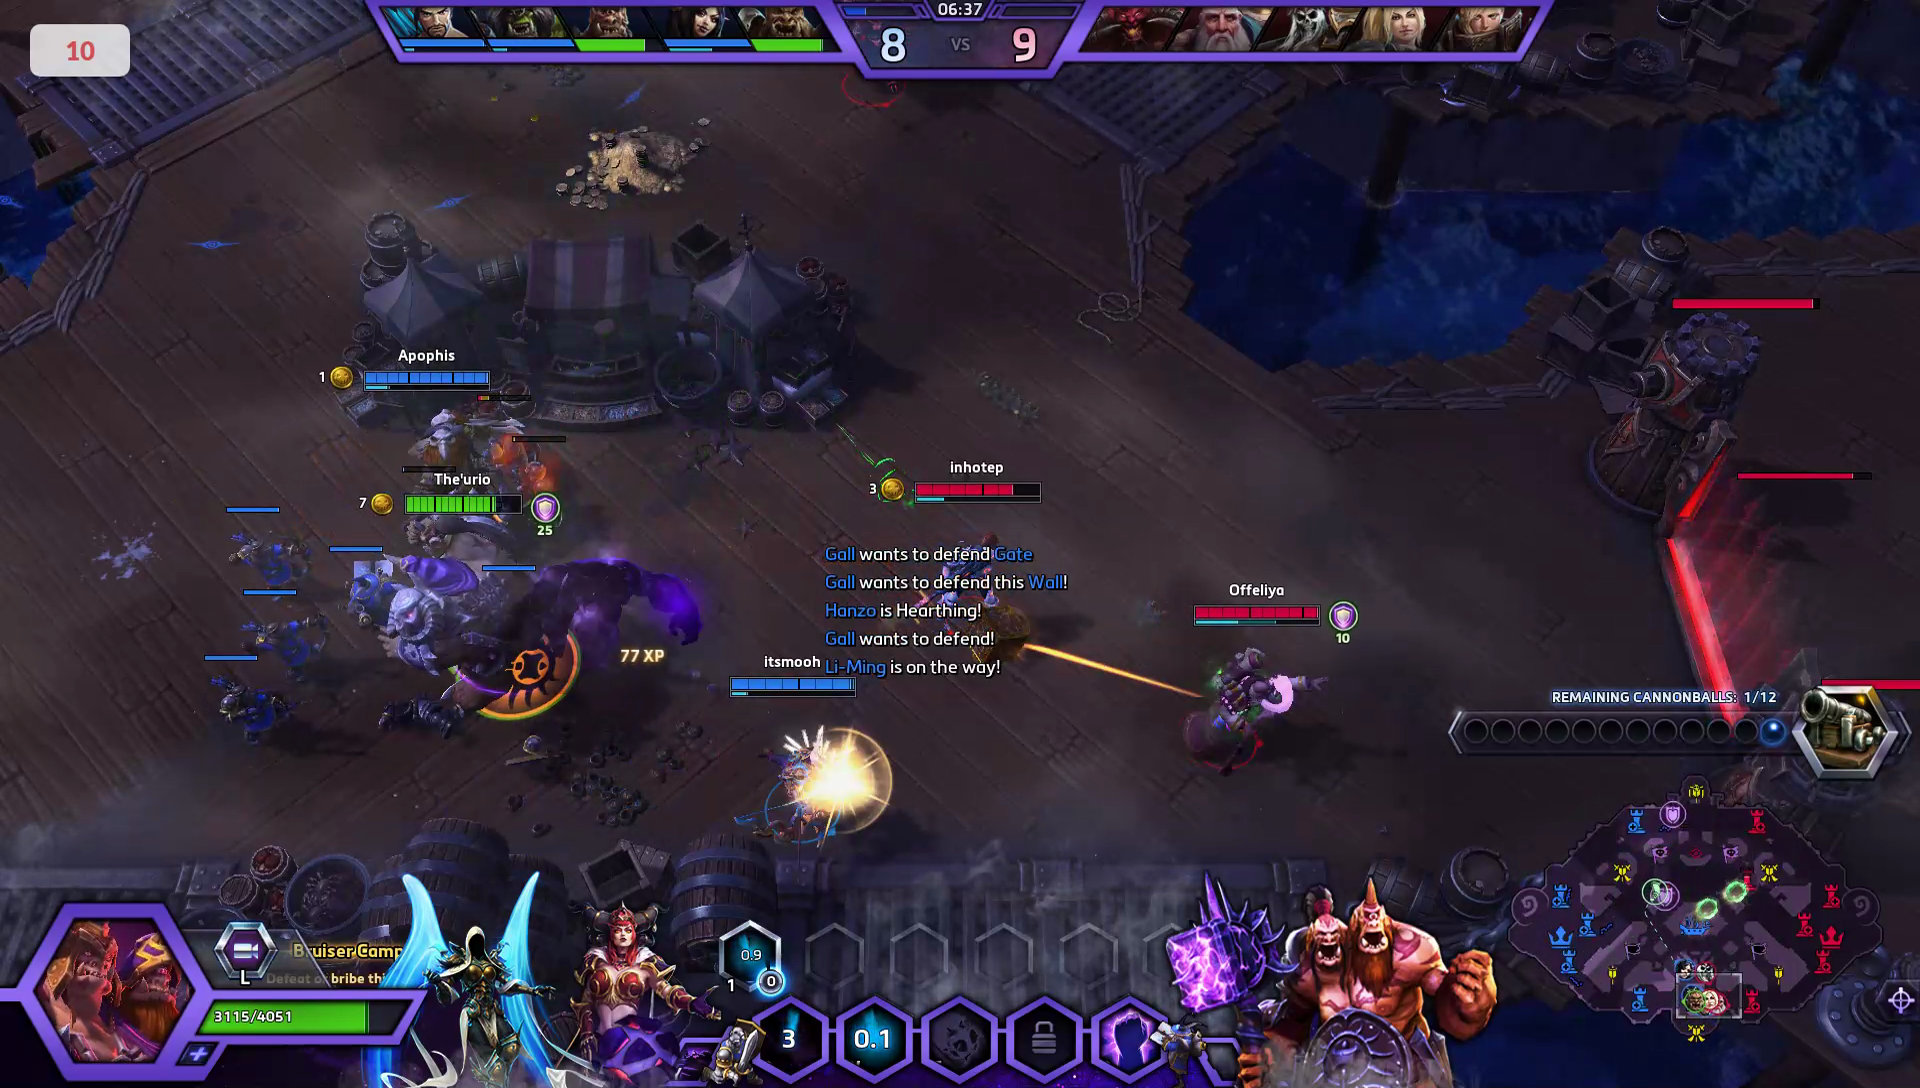 10
06:37
8 VS 9
Apophis
1
The'urio
7
25
inhotep
3
Gall wants to defend Gate
Gall wants to defend this Wall!
Hanzo is Hearthing!
Gall wants to defend!
Li-Ming is on the way!
Offeliya
10
77 XP
itsmooh
REMAINING CANNONBALLS: 1/12
Bruiser Camp
L
Defeat or bribe thi
3115/4051
0.9
1
0
3
0.1